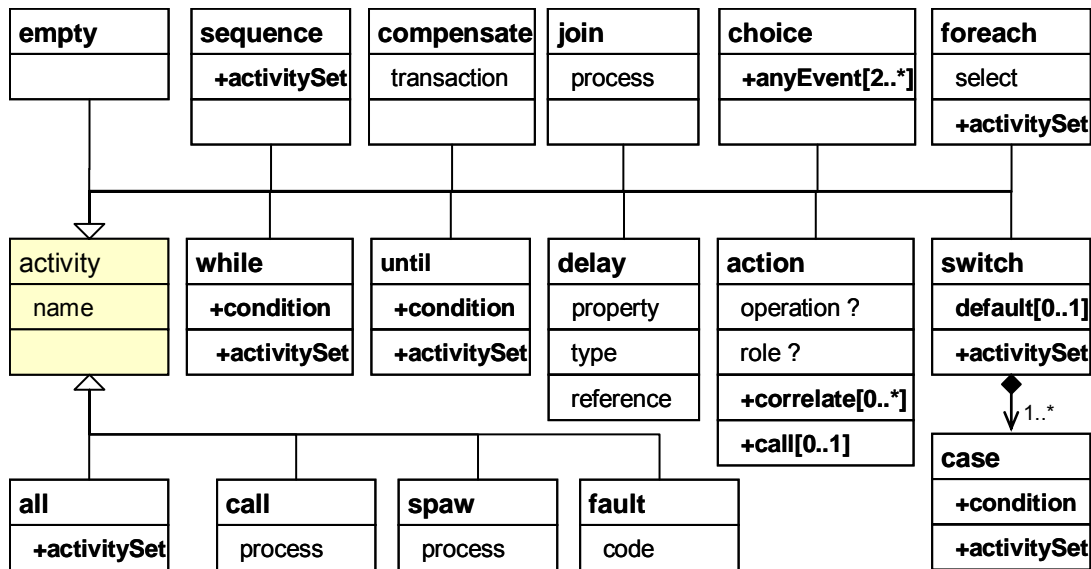 empty
sequence
+activitySet
compensate
transaction
join
process
choice
+anyEvent[2..*]
foreach
select
+activitySet
activity
name
while
+condition
+activitySet
until
+condition
+activitySet
delay
property
type
reference
action
operation ?
role ?
+correlate[0..*]
+call[0..1]
switch
default[0..1]
+activitySet
1..*
case
+condition
+activitySet
all
+activitySet
call
process
spaw
process
fault
code